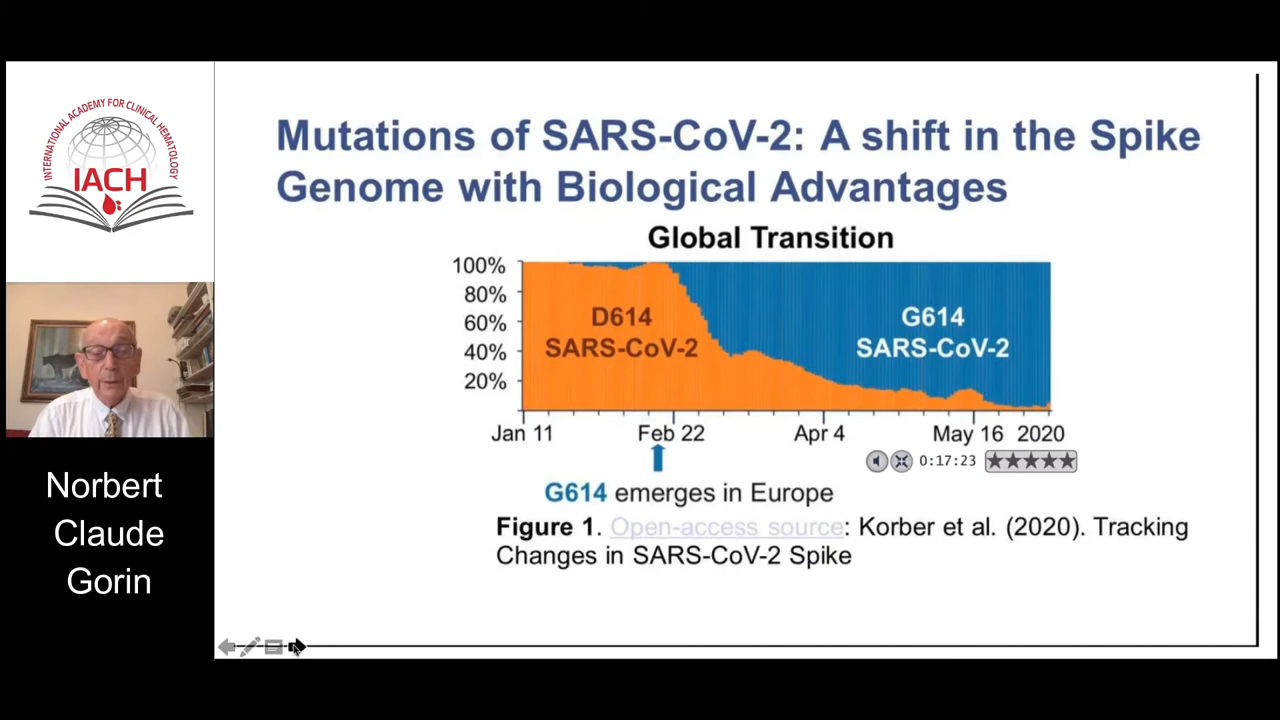 INTERNATIONAL ACADEMY FOR CLINICAL HEMATOLOGY
IACH
Norbert
Claude
Gorin
Mutations of SARS-CoV-2: A shift in the Spike
Genome with Biological Advantages
Global Transition
100%
80%
60%
40%
20%
D614
SARS-CoV-2
G614
SARS-CoV-2
Jan 11 Feb 22 Apr 4 May 16 2020
0:17:23
G614 emerges in Europe
Figure 1. Open-access source: Korber et al. (2020). Tracking
Changes in SARS-CoV-2 Spike